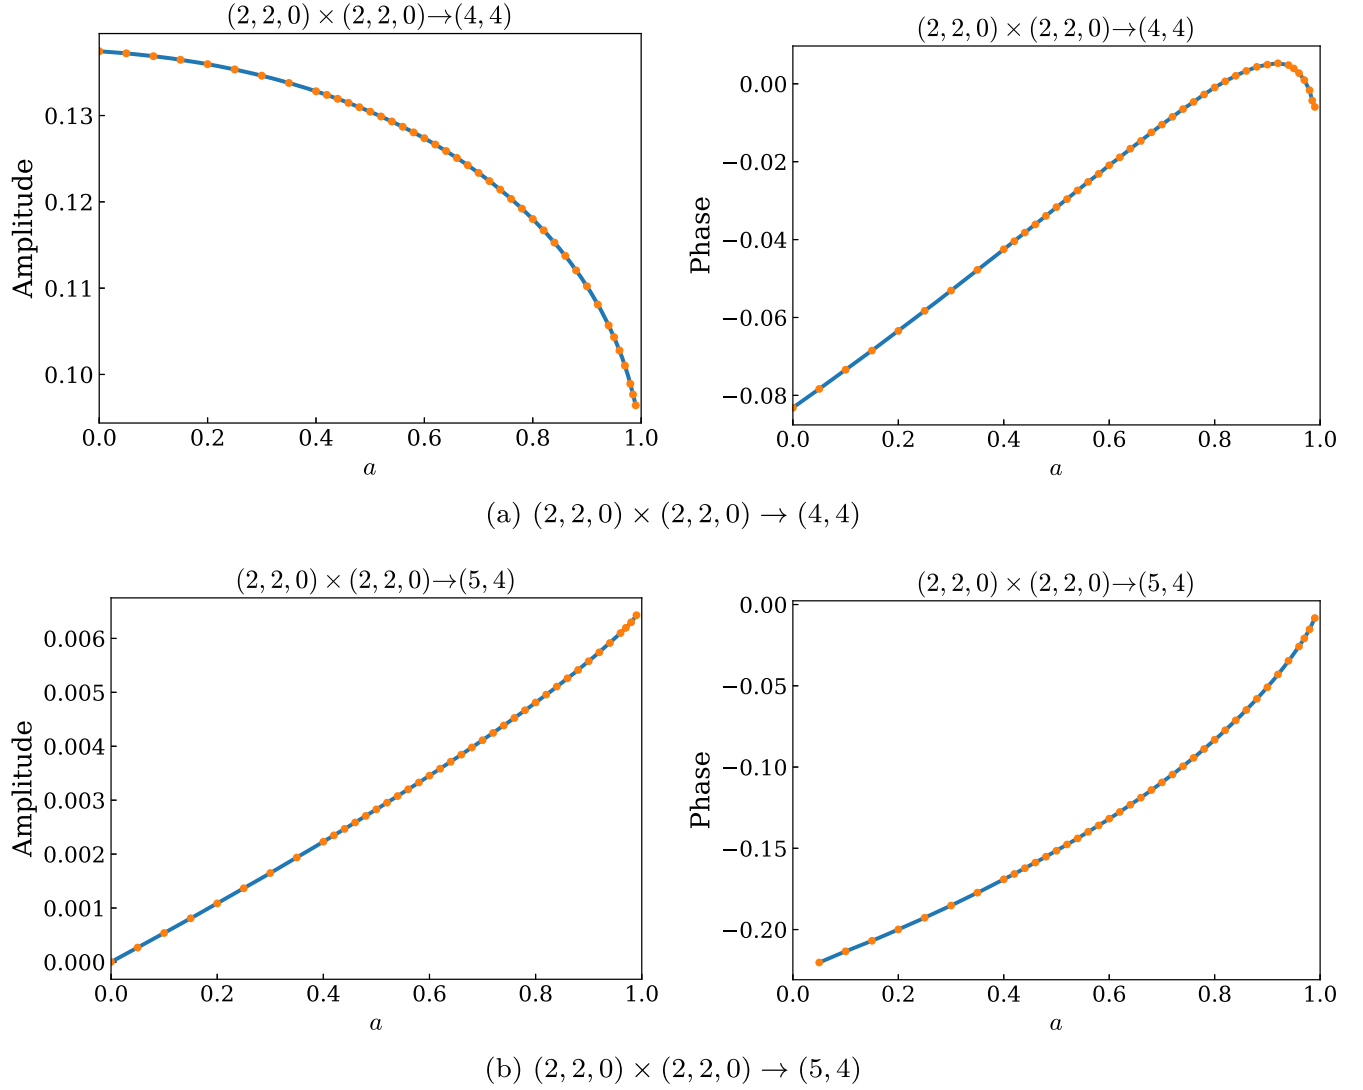 (2,2,0) × (2,2,0)→(4,4)
Amplitude
0.13
0.12
0.11
0.10
0.0 0.2 0.4 0.6 0.8 1.0
a
(2,2,0) × (2,2,0)→(4,4)
Phase
0.00
−0.02
−0.04
−0.06
−0.08
0.0 0.2 0.4 0.6 0.8 1.0
a
(a) (2,2,0) × (2,2,0) → (4,4)
(2,2,0) × (2,2,0)→(5,4)
Amplitude
0.006
0.005
0.004
0.003
0.002
0.001
0.000
0.0 0.2 0.4 0.6 0.8 1.0
a
(2,2,0) × (2,2,0)→(5,4)
Phase
0.00
−0.05
−0.10
−0.15
−0.20
0.0 0.2 0.4 0.6 0.8 1.0
a
(b) (2,2,0) × (2,2,0) → (5,4)